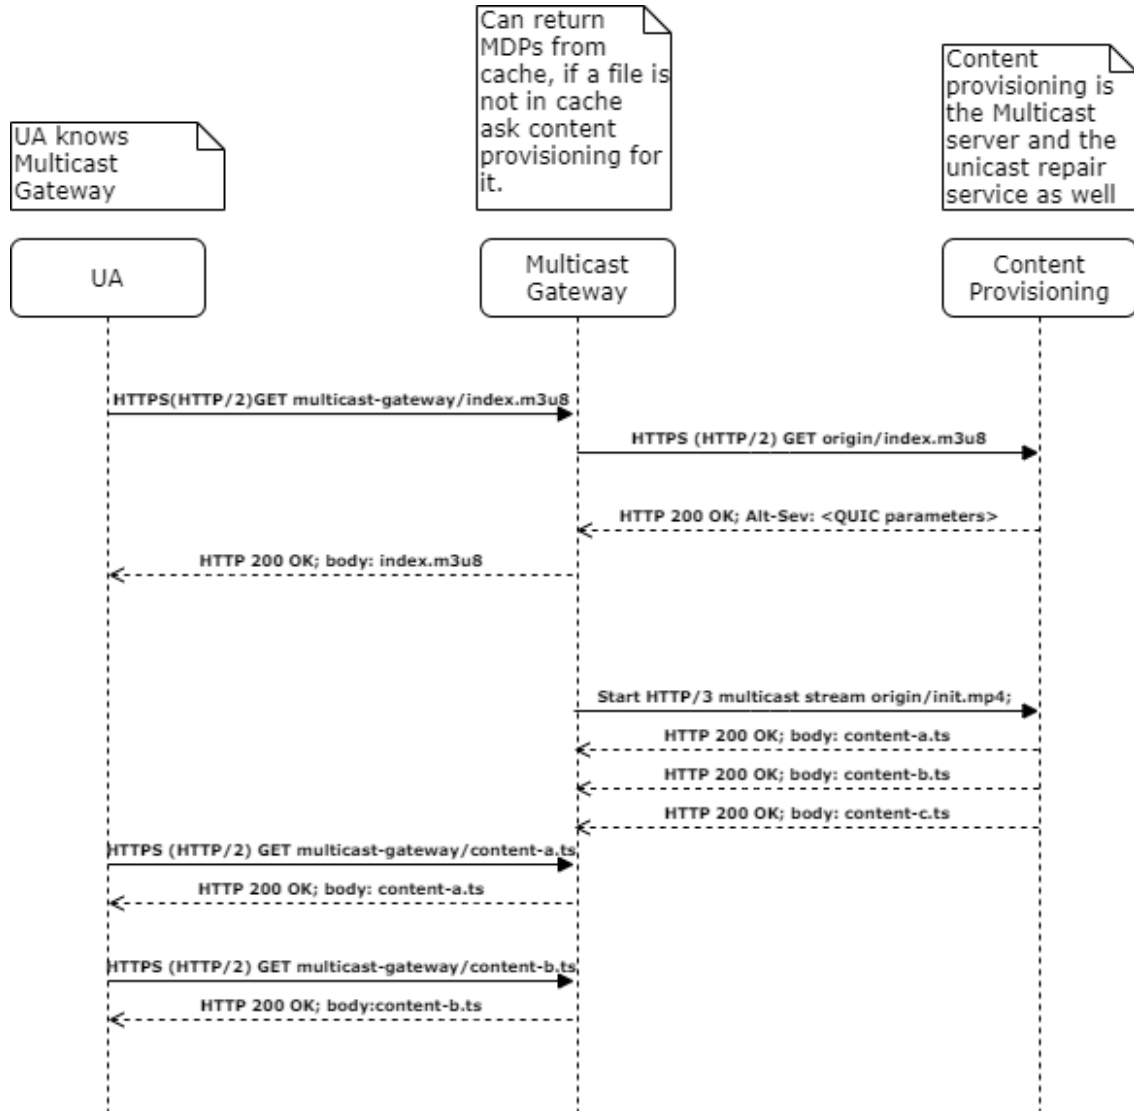 Can return
MDPs from
cache, if a file is
not in cache
ask content
provisioning for
it.
Content
provisioning is
the Multicast
server and the
unicast repair
service as well
UA knows
Multicast
Gateway
UA
Multicast
Gateway
Content
Provisioning
HTTPS(HTTP/2)GET multicast-gateway/index.m3u8
HTTPS (HTTP/2) GET origin/index.m3u8
HTTP 200 OK; Alt-Sev: <QUIC parameters>
HTTP 200 OK; body: index.m3u8
Start HTTP/3 multicast stream origin/init.mp4;
HTTP 200 OK; body: content-a.ts
HTTP 200 OK; body: content-b.ts
HTTP 200 OK; body: content-c.ts
HTTPS (HTTP/2) GET multicast-gateway/content-a.ts
HTTP 200 OK; body: content-a.ts
HTTPS (HTTP/2) GET multicast-gateway/content-b.ts
HTTP 200 OK; body:content-b.ts